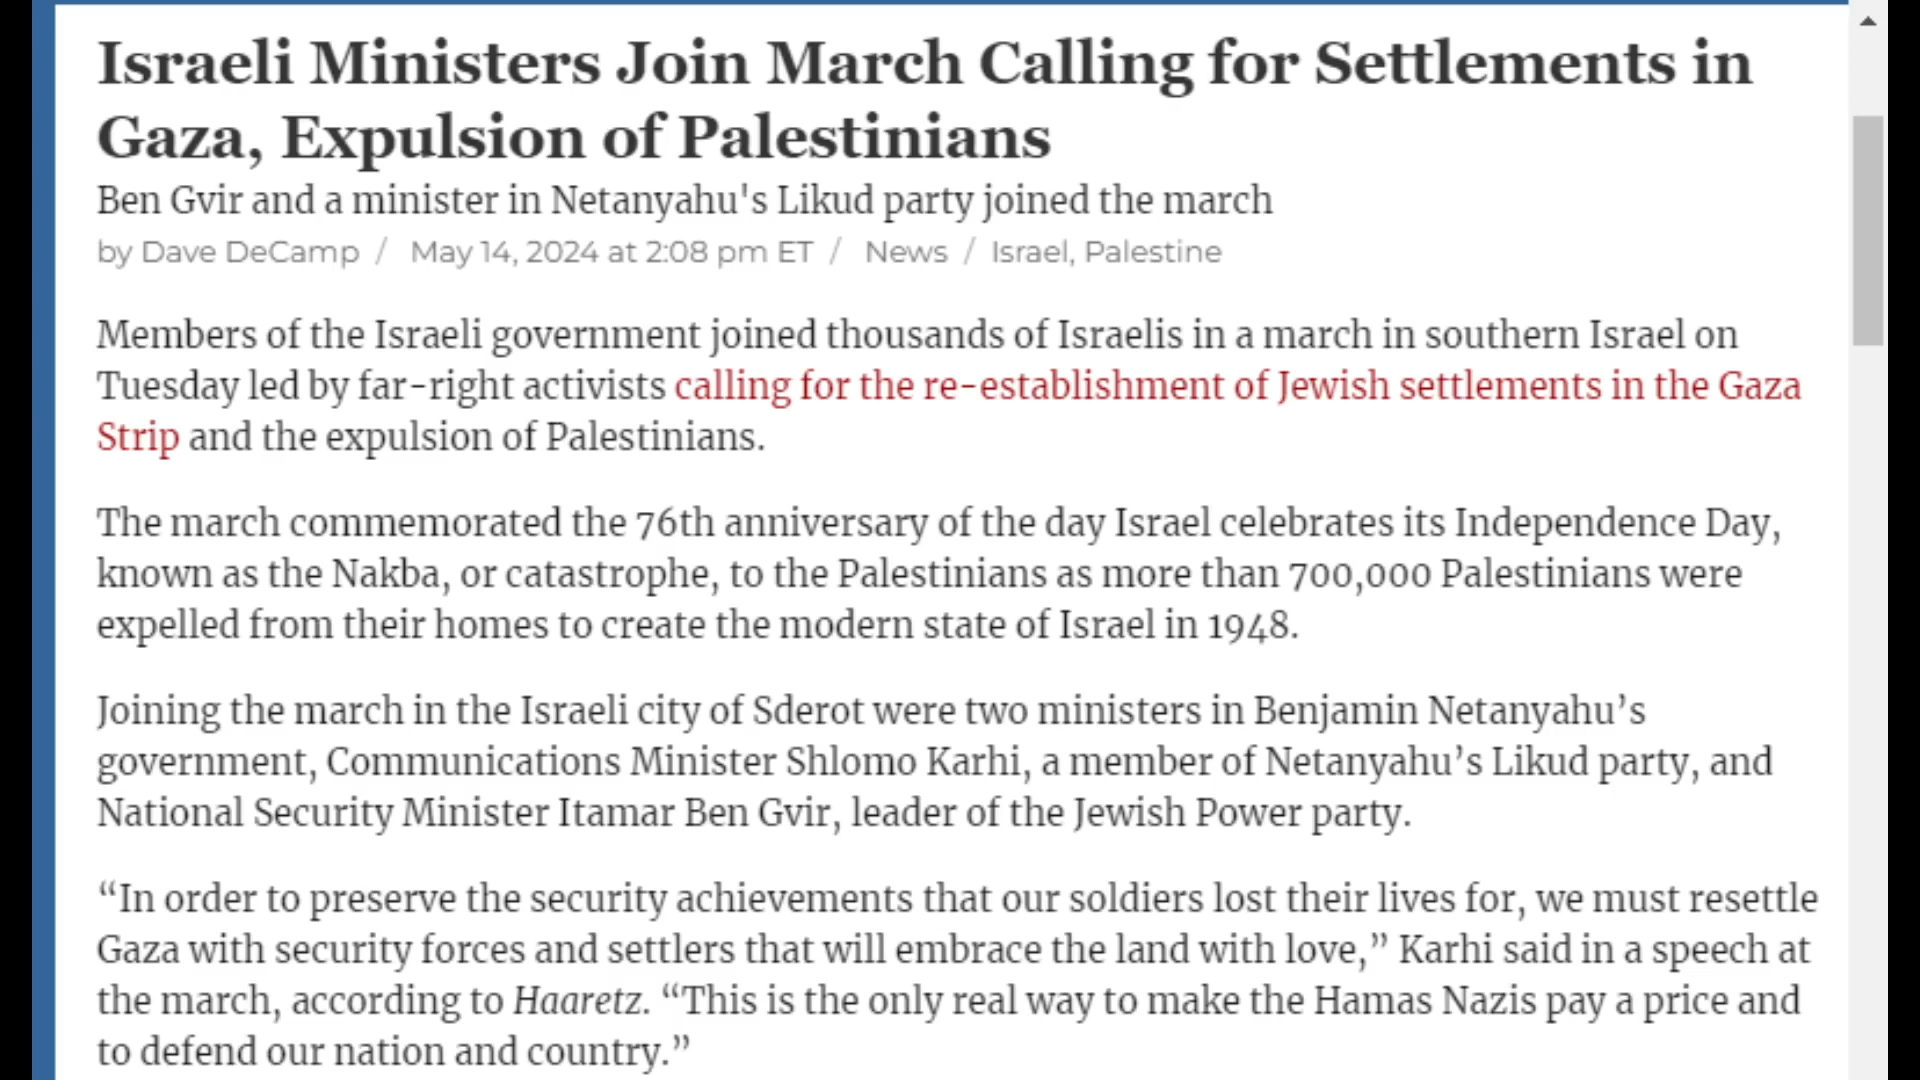 Israeli Ministers Join March Calling for Settlements in
Gaza, Expulsion of Palestinians
Ben Gvir and a minister in Netanyahu's Likud party joined the march
by Dave DeCamp / May 14, 2024 at 2:08 pm ET / News / Israel, Palestine
Members of the Israeli government joined thousands of Israelis in a march in southern Israel on
Tuesday led by far-right activists calling for the re-establishment of Jewish settlements in the Gaza
Strip and the expulsion of Palestinians.
The march commemorated the 76th anniversary of the day Israel celebrates its Independence Day,
known as the Nakba, or catastrophe, to the Palestinians as more than 700,000 Palestinians were
expelled from their homes to create the modern state of Israel in 1948.
Joining the march in the Israeli city of Sderot were two ministers in Benjamin Netanyahu’s
government, Communications Minister Shlomo Karhi, a member of Netanyahu’s Likud party, and
National Security Minister Itamar Ben Gvir, leader of the Jewish Power party.
“In order to preserve the security achievements that our soldiers lost their lives for, we must resettle
Gaza with security forces and settlers that will embrace the land with love,” Karhi said in a speech at
the march, according to Haaretz. “This is the only real way to make the Hamas Nazis pay a price and
to defend our nation and country.”